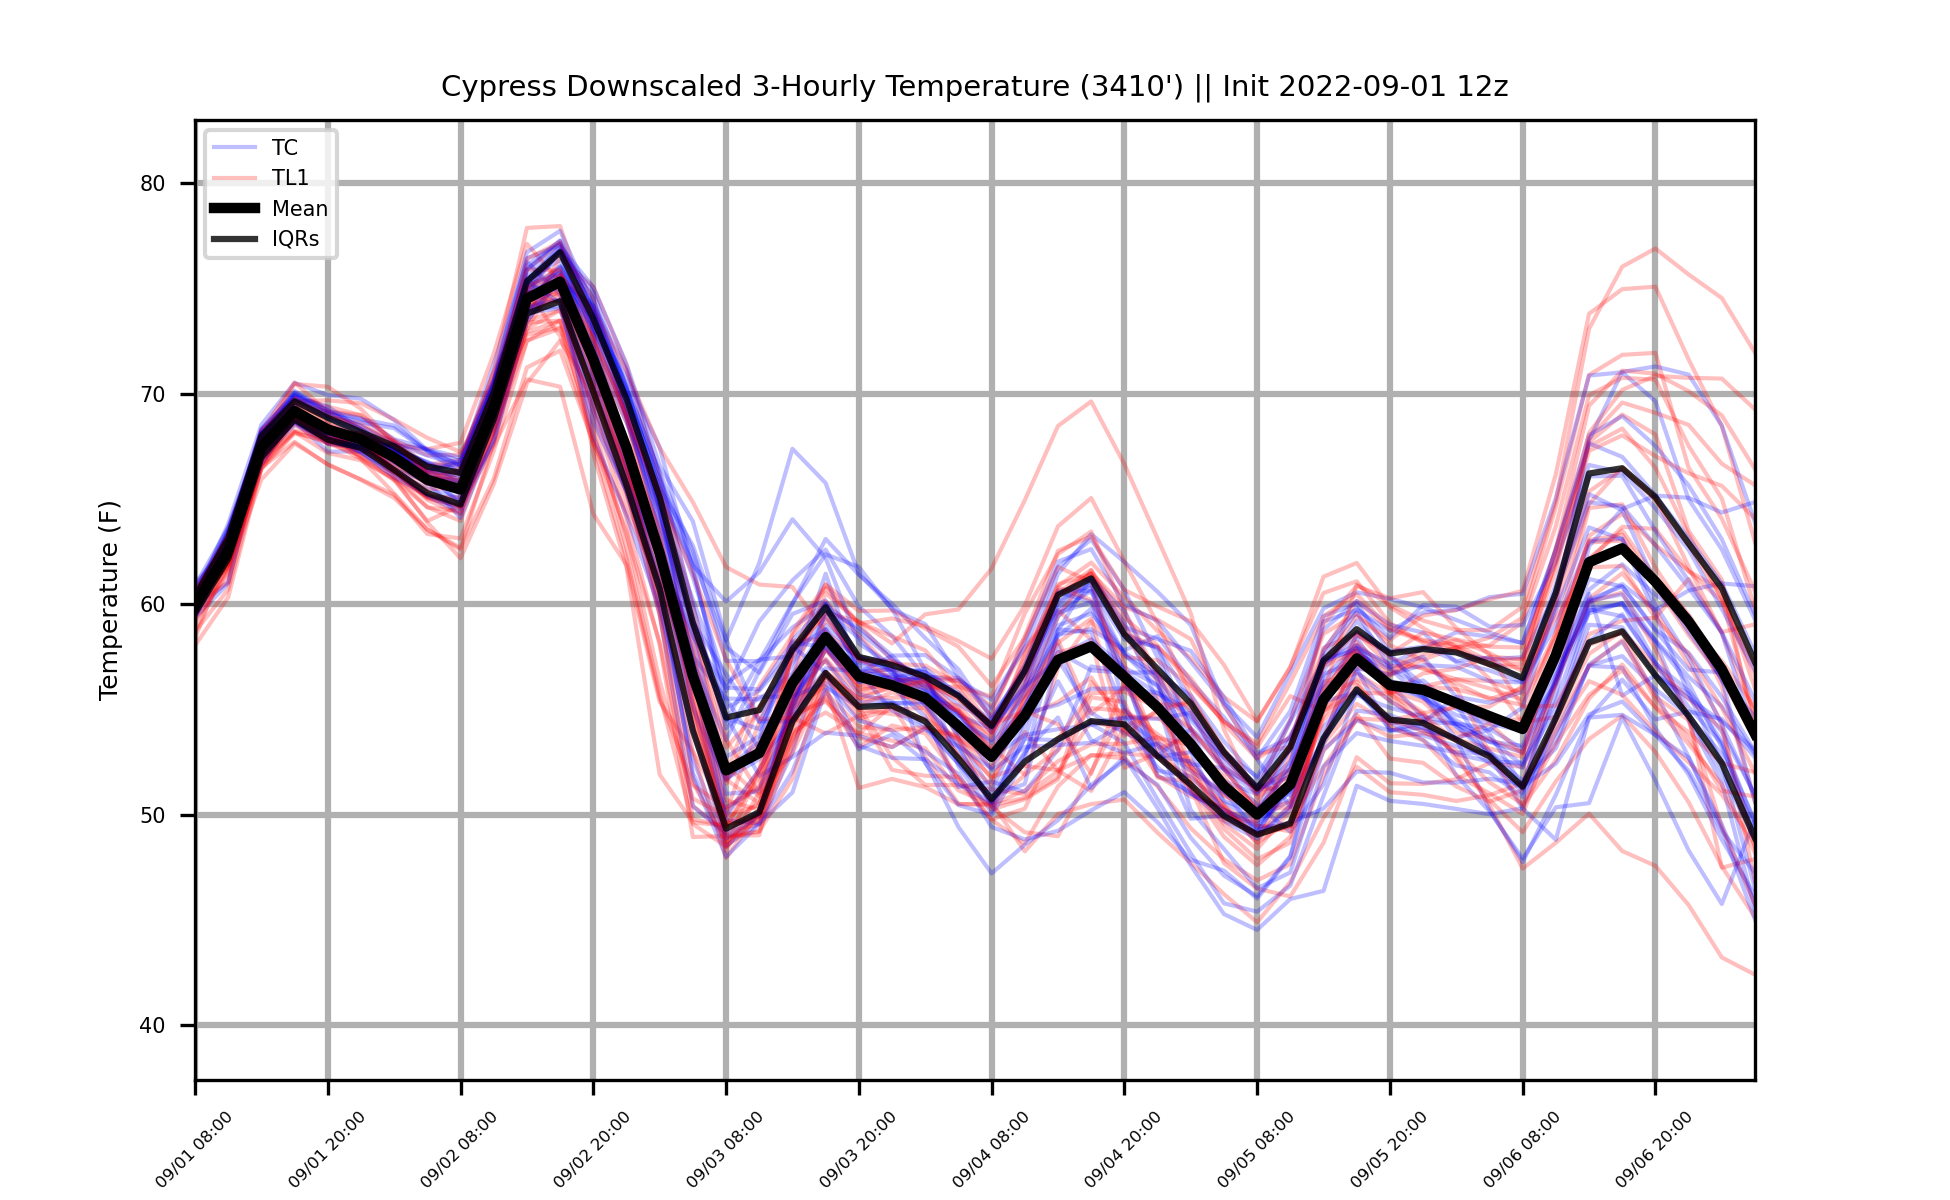 Cypress Downscaled 3-Hourly Temperature (3410') || Init 2022-09-01 12z
TC
TL1
Mean
IQRs
Temperature (F)
80
70
60
50
40
09/01 08:00
09/01 20:00
09/02 08:00
09/02 20:00
09/03 08:00
09/03 20:00
09/04 08:00
09/04 20:00
09/05 08:00
09/05 20:00
09/06 08:00
09/06 20:00